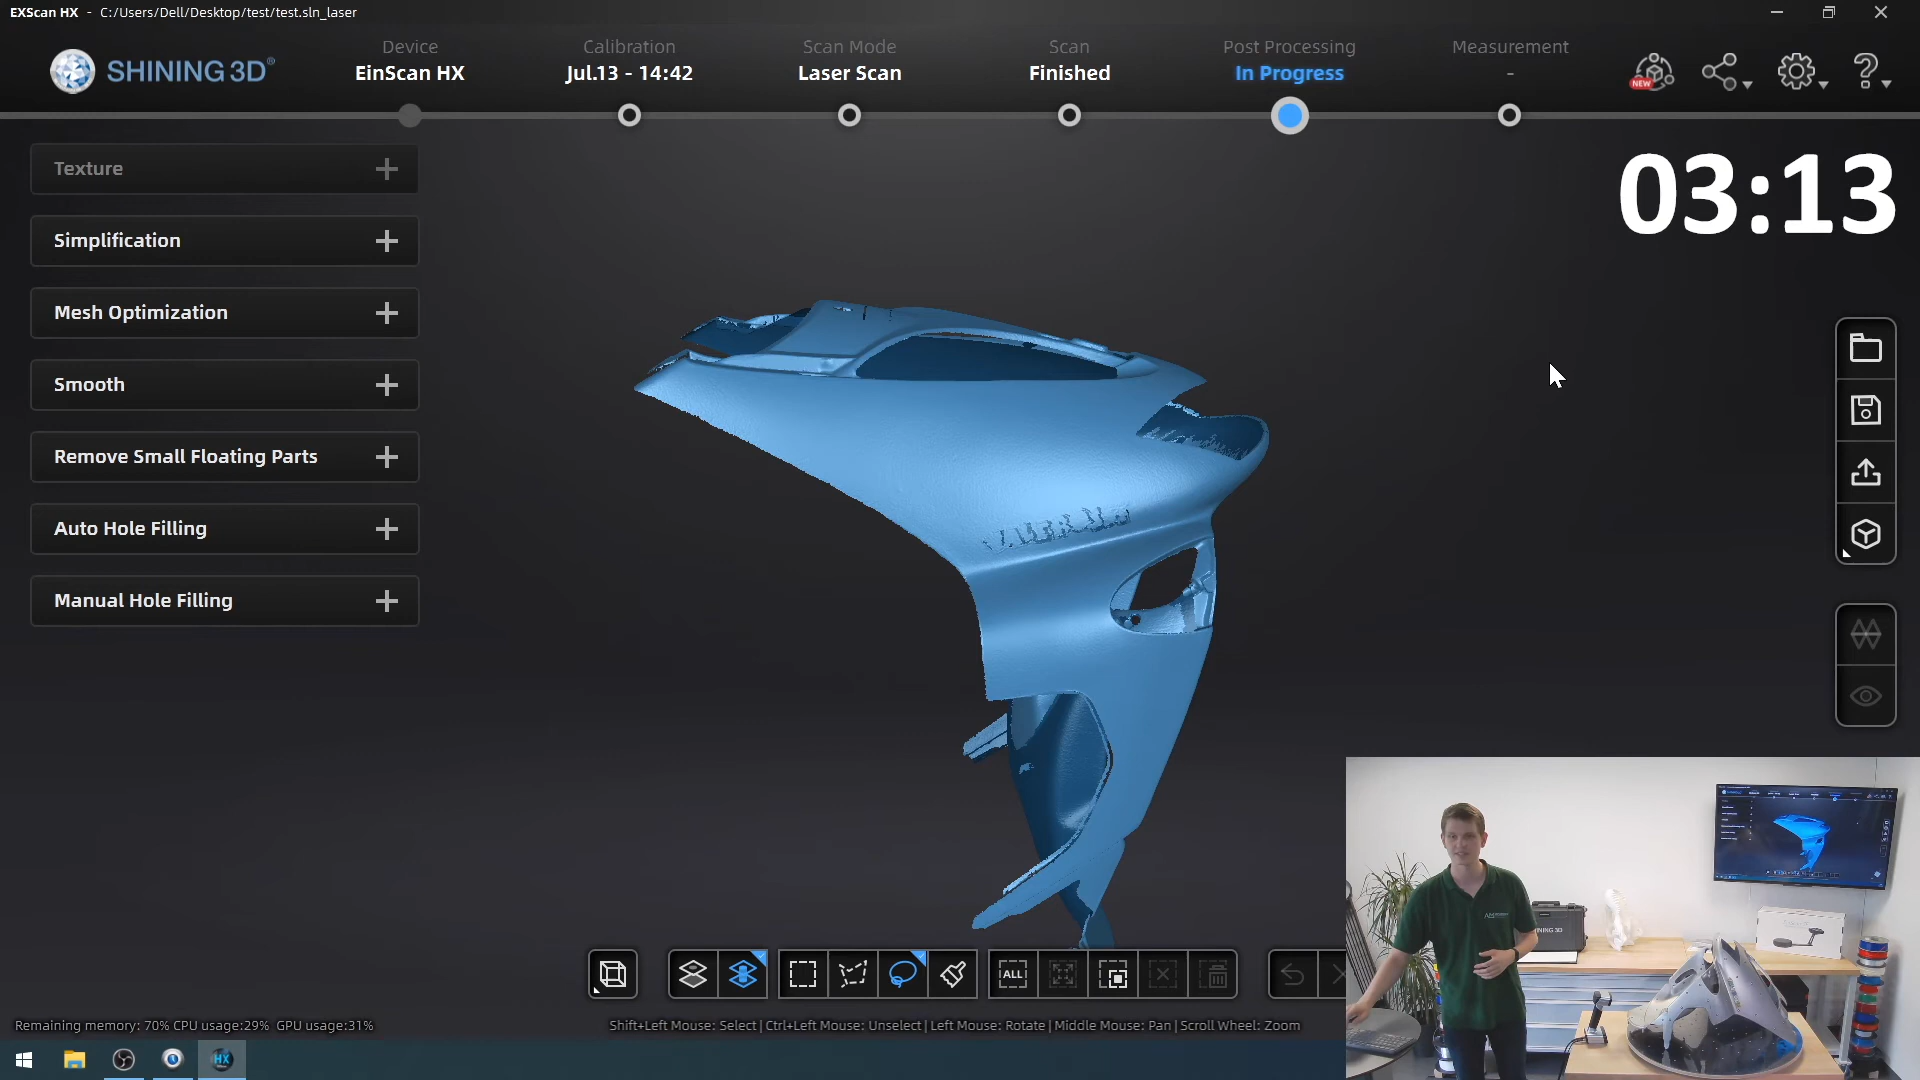 EXScan HX - C:/Users/Dell/Desktop/test/test.sln_laser
SHINING 3D®
Device
EinScan HX
Calibration
Jul.13 - 14:42
Scan Mode
Laser Scan
Scan
Finished
Post Processing
In Progress
Measurement
-
NEW
03:13
Texture
Simplification
Mesh Optimization
Smooth
Remove Small Floating Parts
Auto Hole Filling
Manual Hole Filling
ALL
Remaining memory: 70% CPU usage:29% GPU usage:31%
Shift+Left Mouse: Select | Ctrl+Left Mouse: Unselect | Left Mouse: Rotate | Middle Mouse: Pan | Scroll Wheel: Zoom
HX